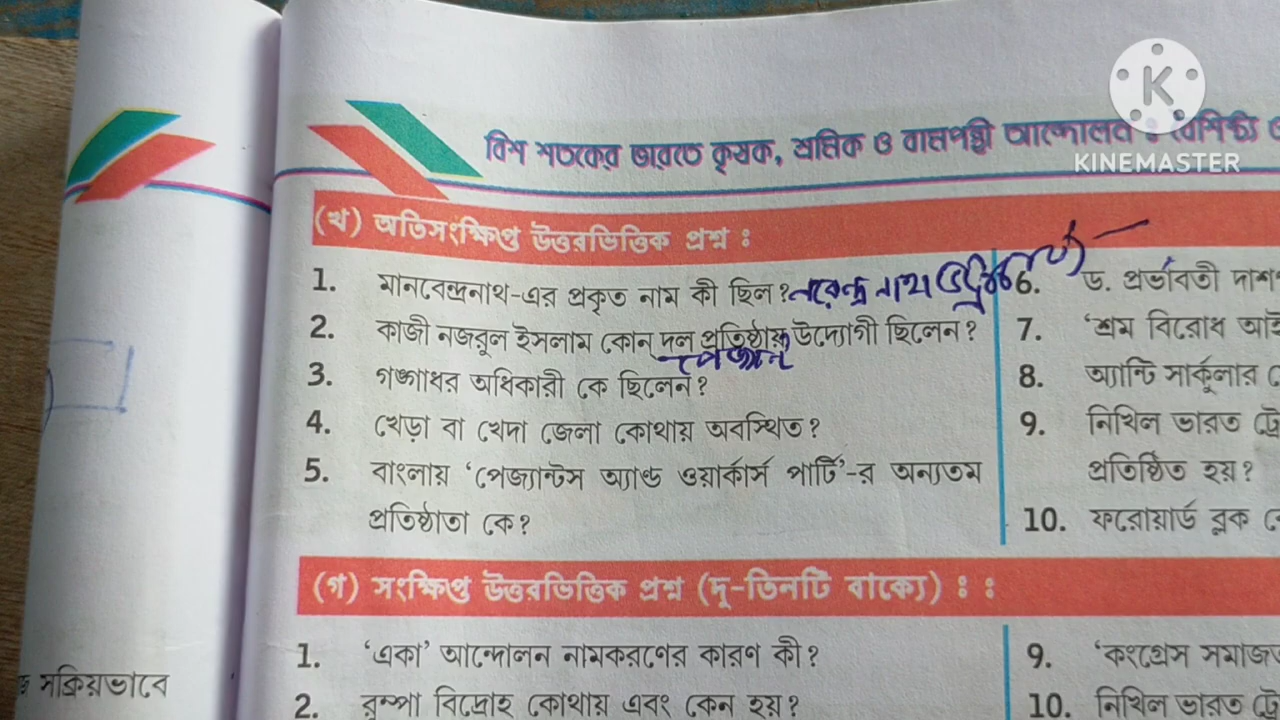 বিশ শতকের ভারতে কৃষক, শ্রমিক ও বামপন্থী আন্দোলন : বৈশিষ্ট্য ও
KINEMASTER
(খ) অতিসংক্ষিপ্ত উত্তরভিত্তিক প্রশ্ন :
1. মানবেন্দ্রনাথ-এর প্রকৃত নাম কী ছিল? নরেন্দ্র নাথ
2. কাজী নজরুল ইসলাম কোন্ দল প্রতিষ্ঠায় উদ্যোগী ছিলেন?
3. গঙ্গাধর অধিকারী কে ছিলেন?
4. খেড়া বা খেদা জেলা কোথায় অবস্থিত?
5. বাংলায় ‘পেজ্যান্টস অ্যান্ড ওয়ার্কার্স পার্টি’-র অন্যতম
প্রতিষ্ঠাতা কে?
6. ড. প্রভাবতী দাশ
7. ‘শ্রম বিরোধ
8. অ্যান্টি সার্কুলার
9. নিখিল ভারত
প্রতিষ্ঠিত হয়?
10. ফরোয়ার্ড ব্লক
(গ) সংক্ষিপ্ত উত্তরভিত্তিক প্রশ্ন (দু-তিনটি বাক্যে) : :
1. ‘একা’ আন্দোলন নামকরণের কারণ কী?
2. রুম্পা বিদ্রোহ কোথায় এবং কেন হয়?
9. ‘কংগ্রেস
10. নিখিল ভারত
সক্রিয়ভাবে